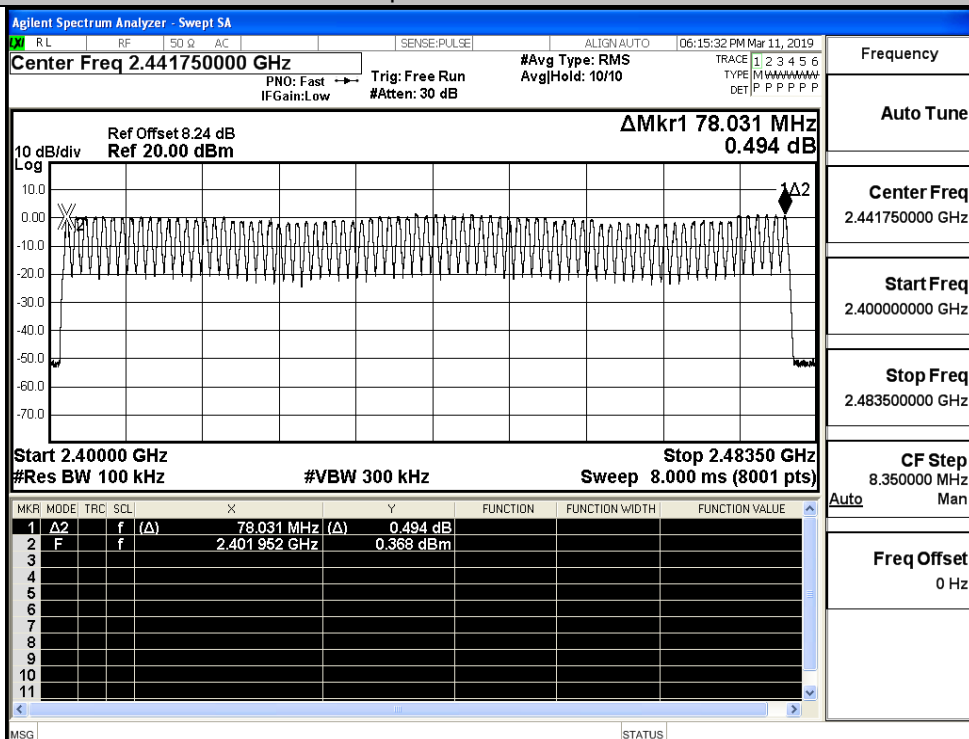 Agilent Spectrum Analyzer - Swept SA
LXI RL RF 50 Ω AC SENSE:PULSE ALIGN AUTO 06:15:32 PM Mar 11, 2019
Center Freq 2.441750000 GHz
#Avg Type: RMS
TRACE 1 2 3 4 5 6
PNO: Fast
Trig: Free Run
Avg|Hold: 10/10
TYPE M WWWWW
IFGain:Low
#Atten: 30 dB
DET P P P P P P
ΔMkr1 78.031 MHz
0.494 dB
Ref Offset 8.24 dB
10 dB/div Ref 20.00 dBm
Log
10.0
0.00
-10.0
-20.0
-30.0
-40.0
-50.0
-60.0
-70.0
1Δ2
2
Start 2.40000 GHz Stop 2.48350 GHz
#Res BW 100 kHz #VBW 300 kHz Sweep 8.000 ms (8001 pts)
MKR MODE TRC SCL X Y FUNCTION FUNCTION WIDTH FUNCTION VALUE
1 Δ2 f (Δ) 78.031 MHz (Δ) 0.494 dB
2 F f 2.401 952 GHz 0.368 dBm
3
4
5
6
7
8
9
10
11
MSG STATUS
Frequency
Auto Tune
Center Freq
2.441750000 GHz
Start Freq
2.400000000 GHz
Stop Freq
2.483500000 GHz
CF Step
8.350000 MHz
Auto Man
Freq Offset
0 Hz